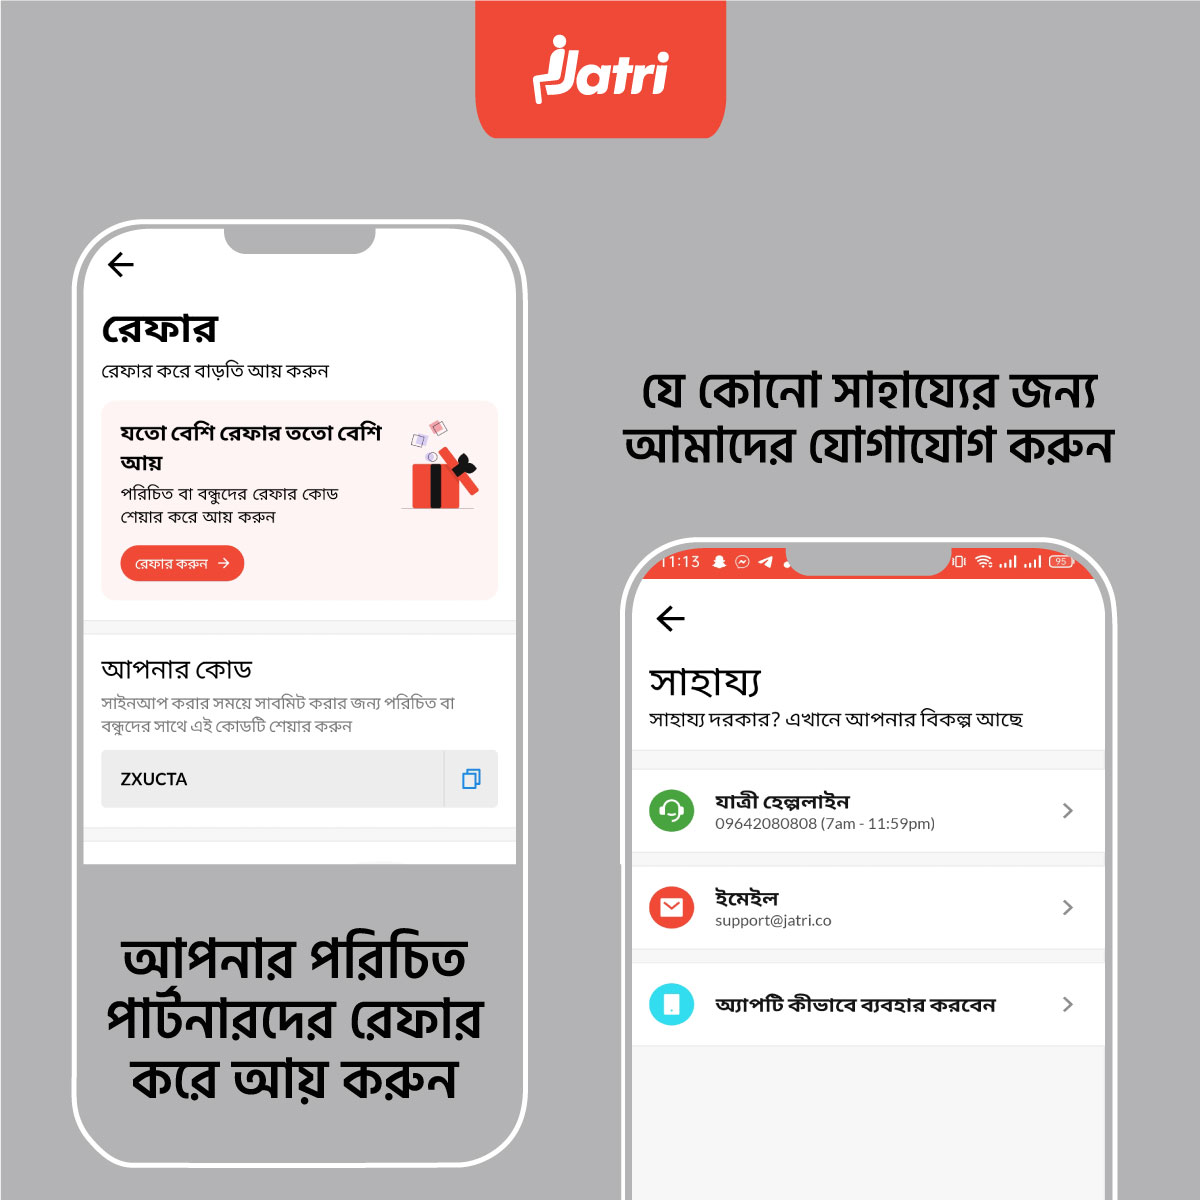 Jatri
রেফার
রেফার করে বাড়তি আয় করুন
যতো বেশি রেফার ততো বেশি
আয়
পরিচিত বা বন্ধুদের রেফার কোড
শেয়ার করে আয় করুন
রেফার করুন
আপনার কোড
সাইনআপ করার সময়ে সাবমিট করার জন্য পরিচিত বা
বন্ধুদের সাথে এই কোডটি শেয়ার করুন
ZXUCTA
আপনার পরিচিত
পার্টনারদের রেফার
করে আয় করুন
যে কোনো সাহায্যের জন্য
আমাদের যোগাযোগ করুন
11:13
95
সাহায্য
সাহায্য দরকার? এখানে আপনার বিকল্প আছে
যাত্রী হেল্পলাইন
09642080808 (7am - 11:59pm)
ইমেইল
support@jatri.co
অ্যাপটি কীভাবে ব্যবহার করবেন